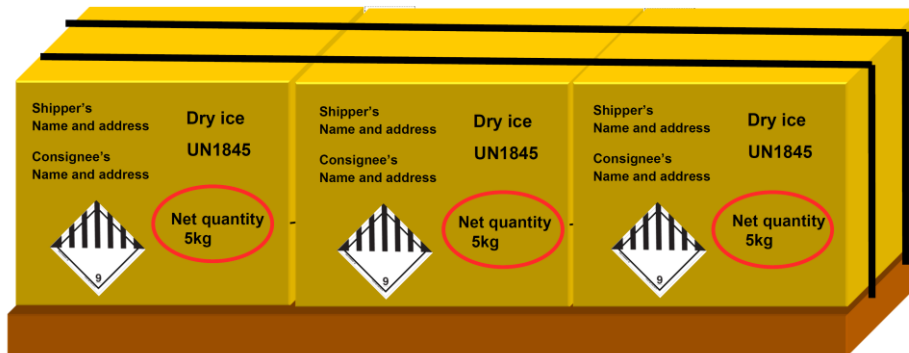 Shipper's
Name and address
Dry ice
UN1845
Consignee's
Name and address
Net quantity
5kg
9
Shipper's
Name and address
Dry ice
UN1845
Consignee's
Name and address
Net quantity
5kg
9
Shipper's
Name and address
Dry ice
UN1845
Consignee's
Name and address
Net quantity
5kg
9